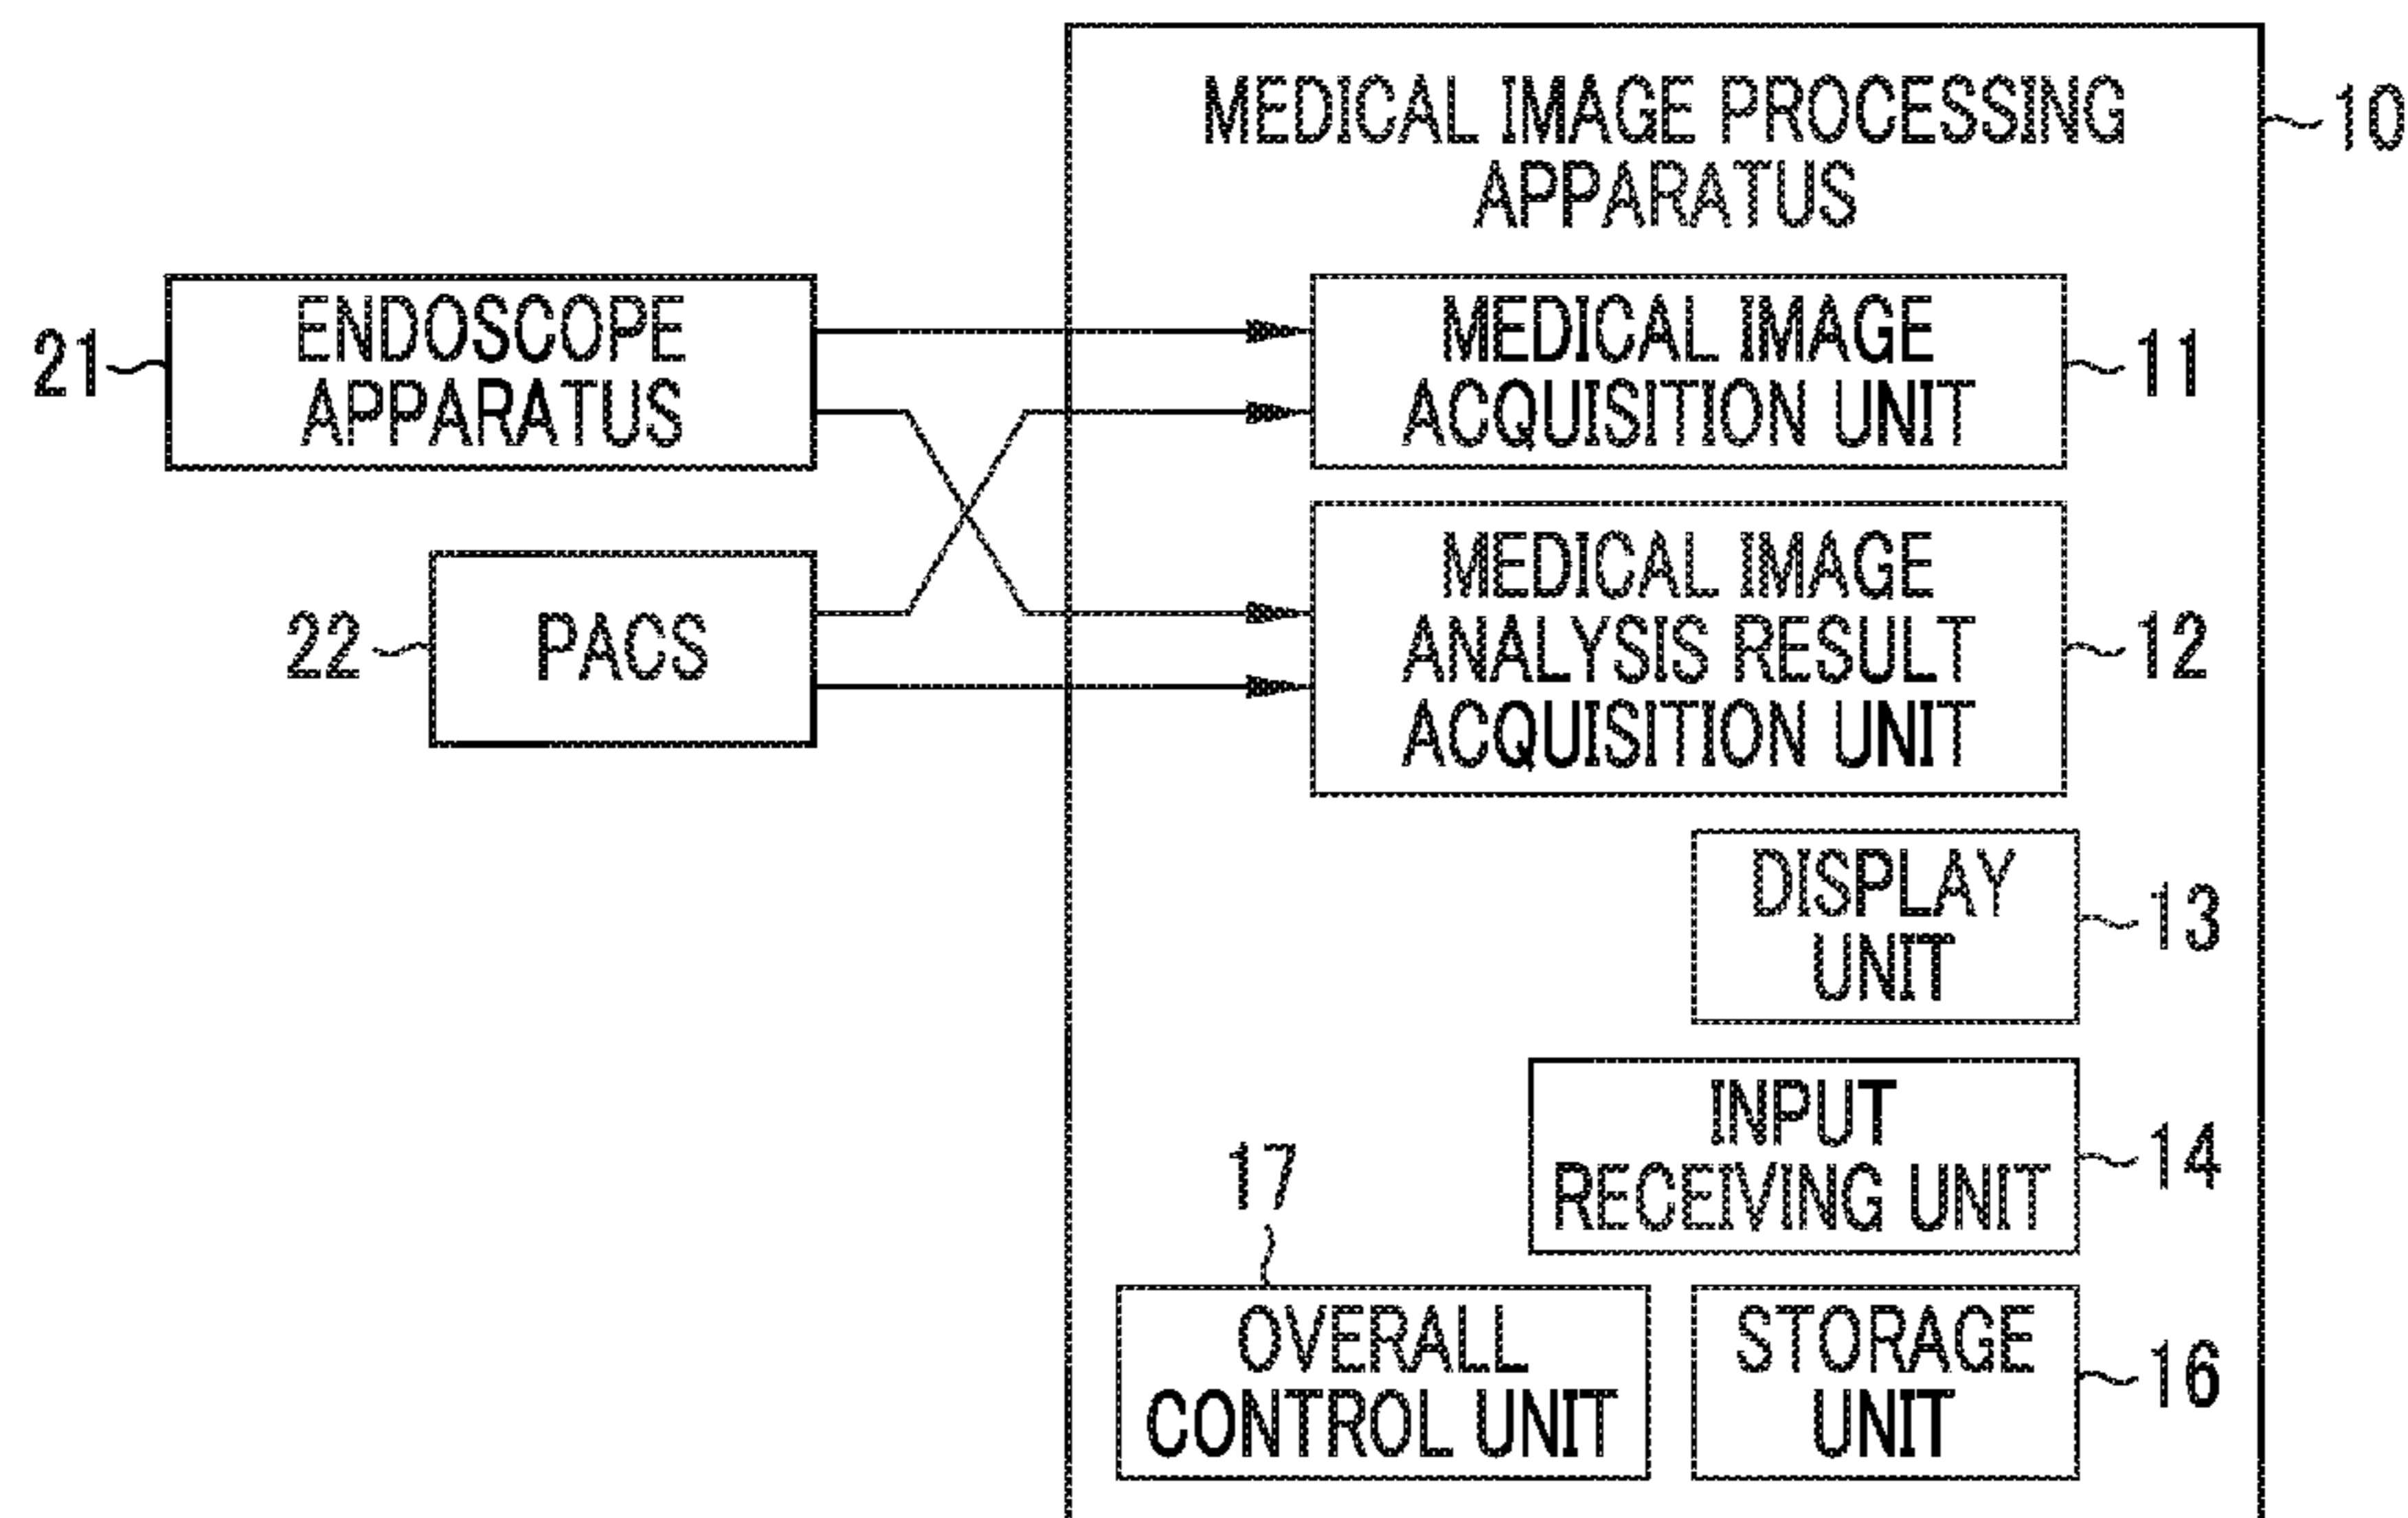 MEDICAL IMAGE PROCESSING
APPARATUS
10
21
ENDOSCOPE
APPARATUS
MEDICAL IMAGE
ACQUISITION UNIT
11
22
PACS
MEDICAL IMAGE
ANALYSIS RESULT
ACQUISITION UNIT
12
DISPLAY
UNIT
13
INPUT
RECEIVING UNIT
14
17
OVERALL
CONTROL UNIT
STORAGE
UNIT
16